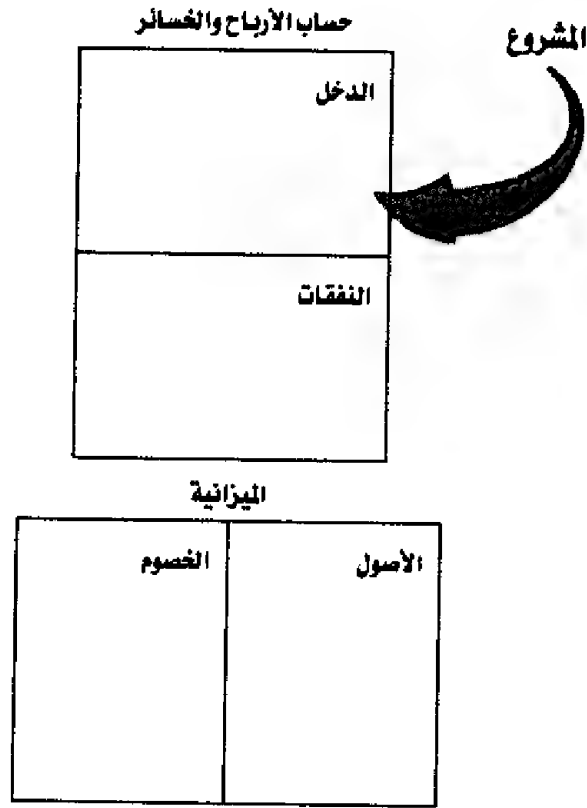 حساب الأرباح والخسائر
المشروع
الدخل
النفقات
الميزانية
الأصول
الخصوم